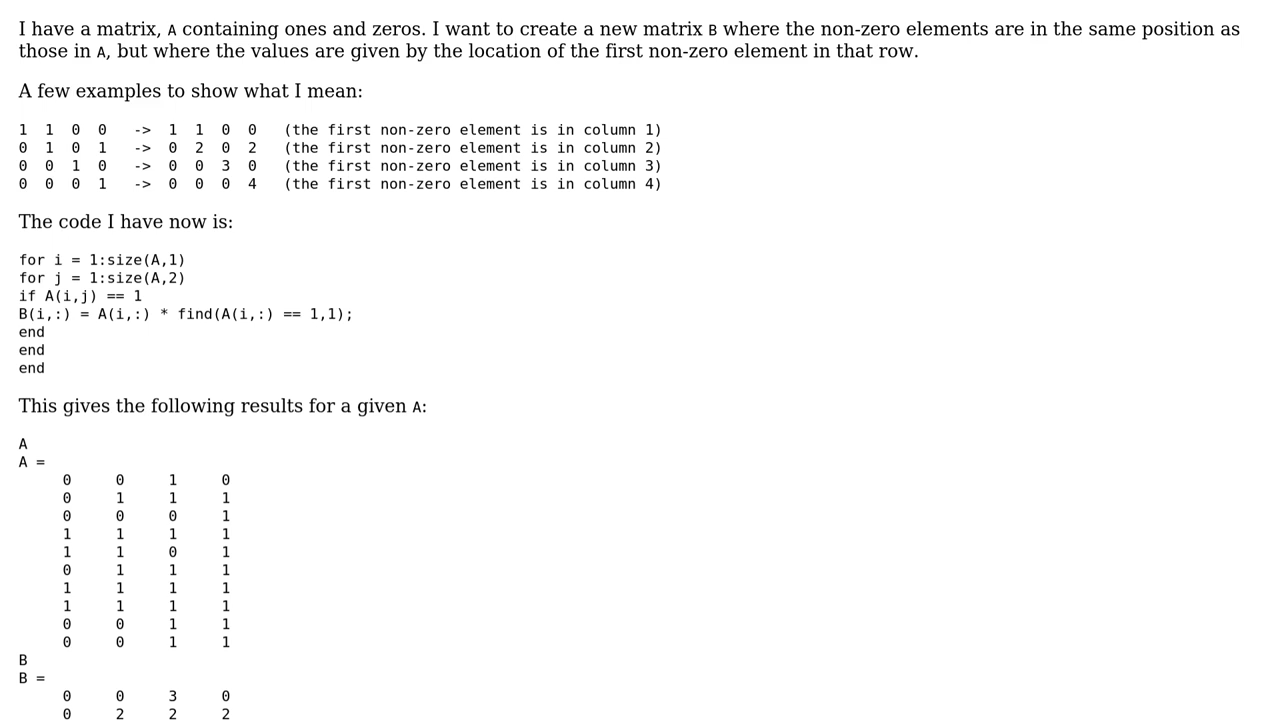 I have a matrix, A containing ones and zeros. I want to create a new matrix B where the non-zero elements are in the same position as
those in A, but where the values are given by the location of the first non-zero element in that row.
A few examples to show what I mean:
1  1  0  0   ->  1  1  0  0   (the first non-zero element is in column 1)
0  1  0  1   ->  0  2  0  2   (the first non-zero element is in column 2)
0  0  1  0   ->  0  0  3  0   (the first non-zero element is in column 3)
0  0  0  1   ->  0  0  0  4   (the first non-zero element is in column 4)
The code I have now is:
for i = 1:size(A,1)
for j = 1:size(A,2)
if A(i,j) == 1
B(i,:) = A(i,:) * find(A(i,:) == 1,1);
end
end
end
This gives the following results for a given A:
A
A =
     0     0     1     0
     0     1     1     1
     0     0     0     1
     1     1     1     1
     1     1     0     1
     0     1     1     1
     1     1     1     1
     1     1     1     1
     0     0     1     1
     0     0     1     1
B
B =
     0     0     3     0
     0     2     2     2